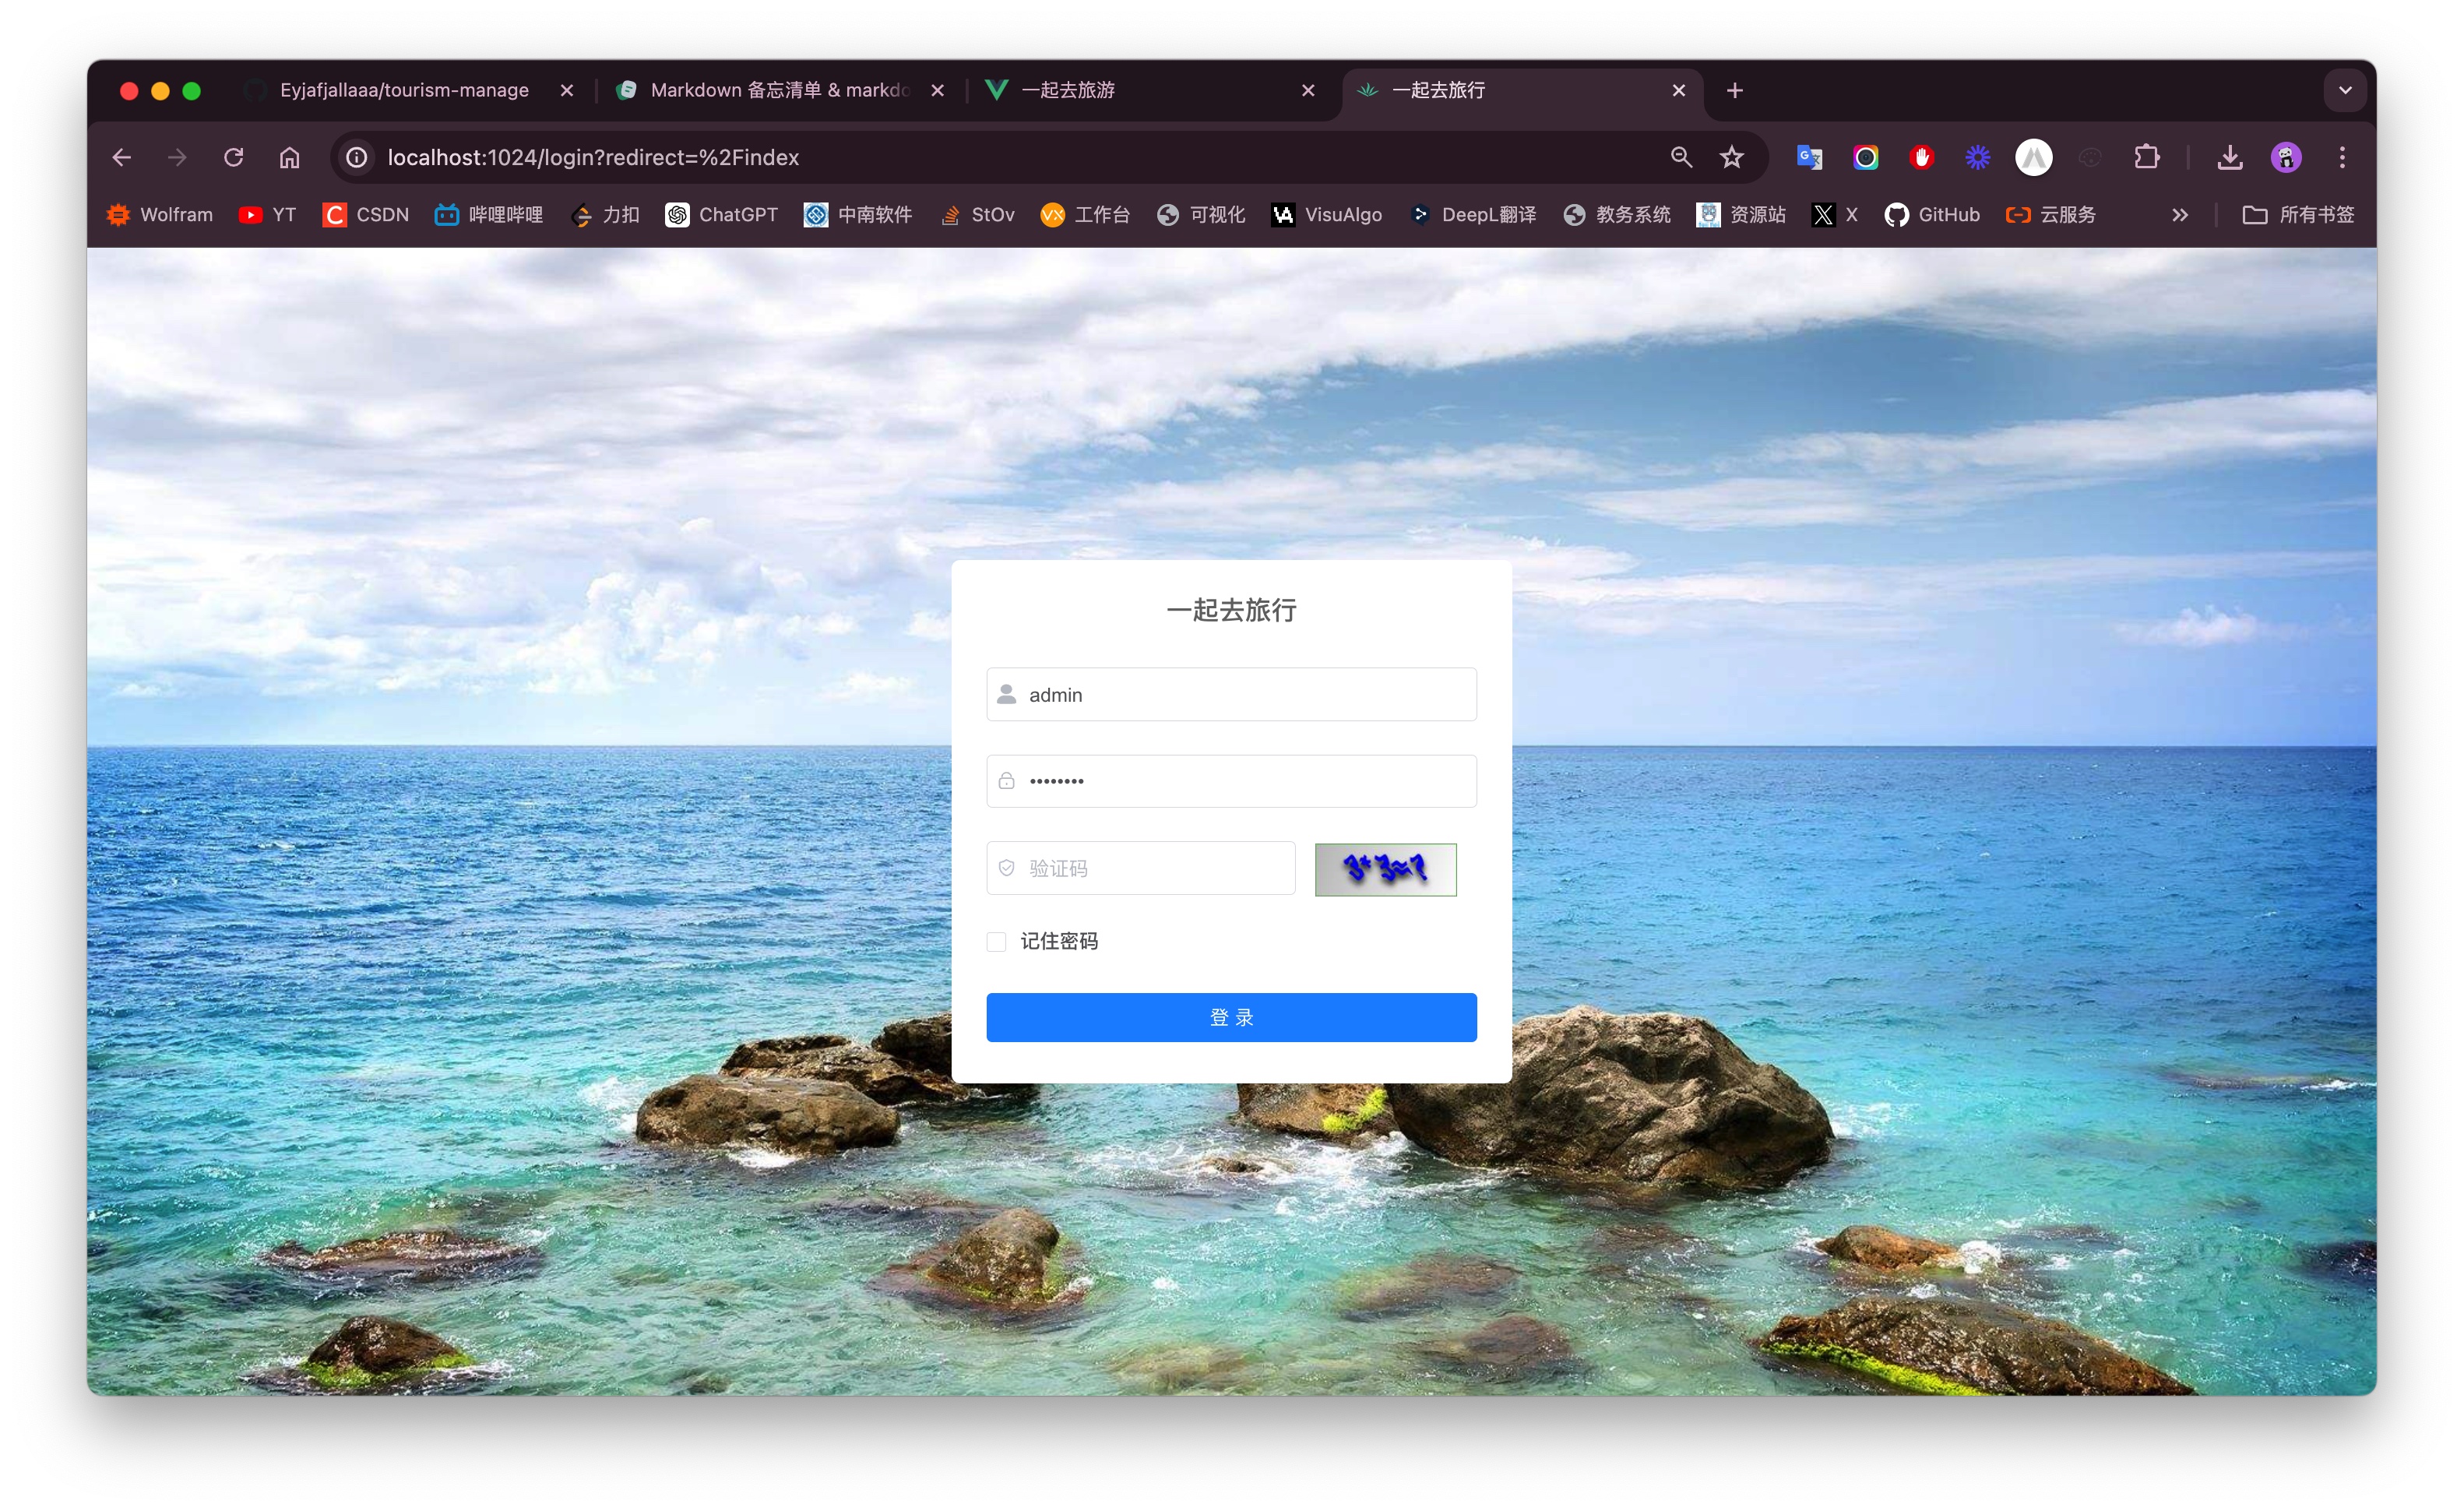 Eyjafjallaaa/tourism-manage
Markdown 备忘清单 & markdo
一起去旅游
一起去旅行
localhost:1024/login?redirect=%2Findex
Wolfram YT CSDN 哔哩哔哩 力扣 ChatGPT 中南软件 StOv 工作台 可视化 VisuAlgo DeepL翻译 教务系统 资源站 X GitHub 云服务 所有书签
一起去旅行
admin
••••••••
验证码 3*3=?
记住密码
登 录